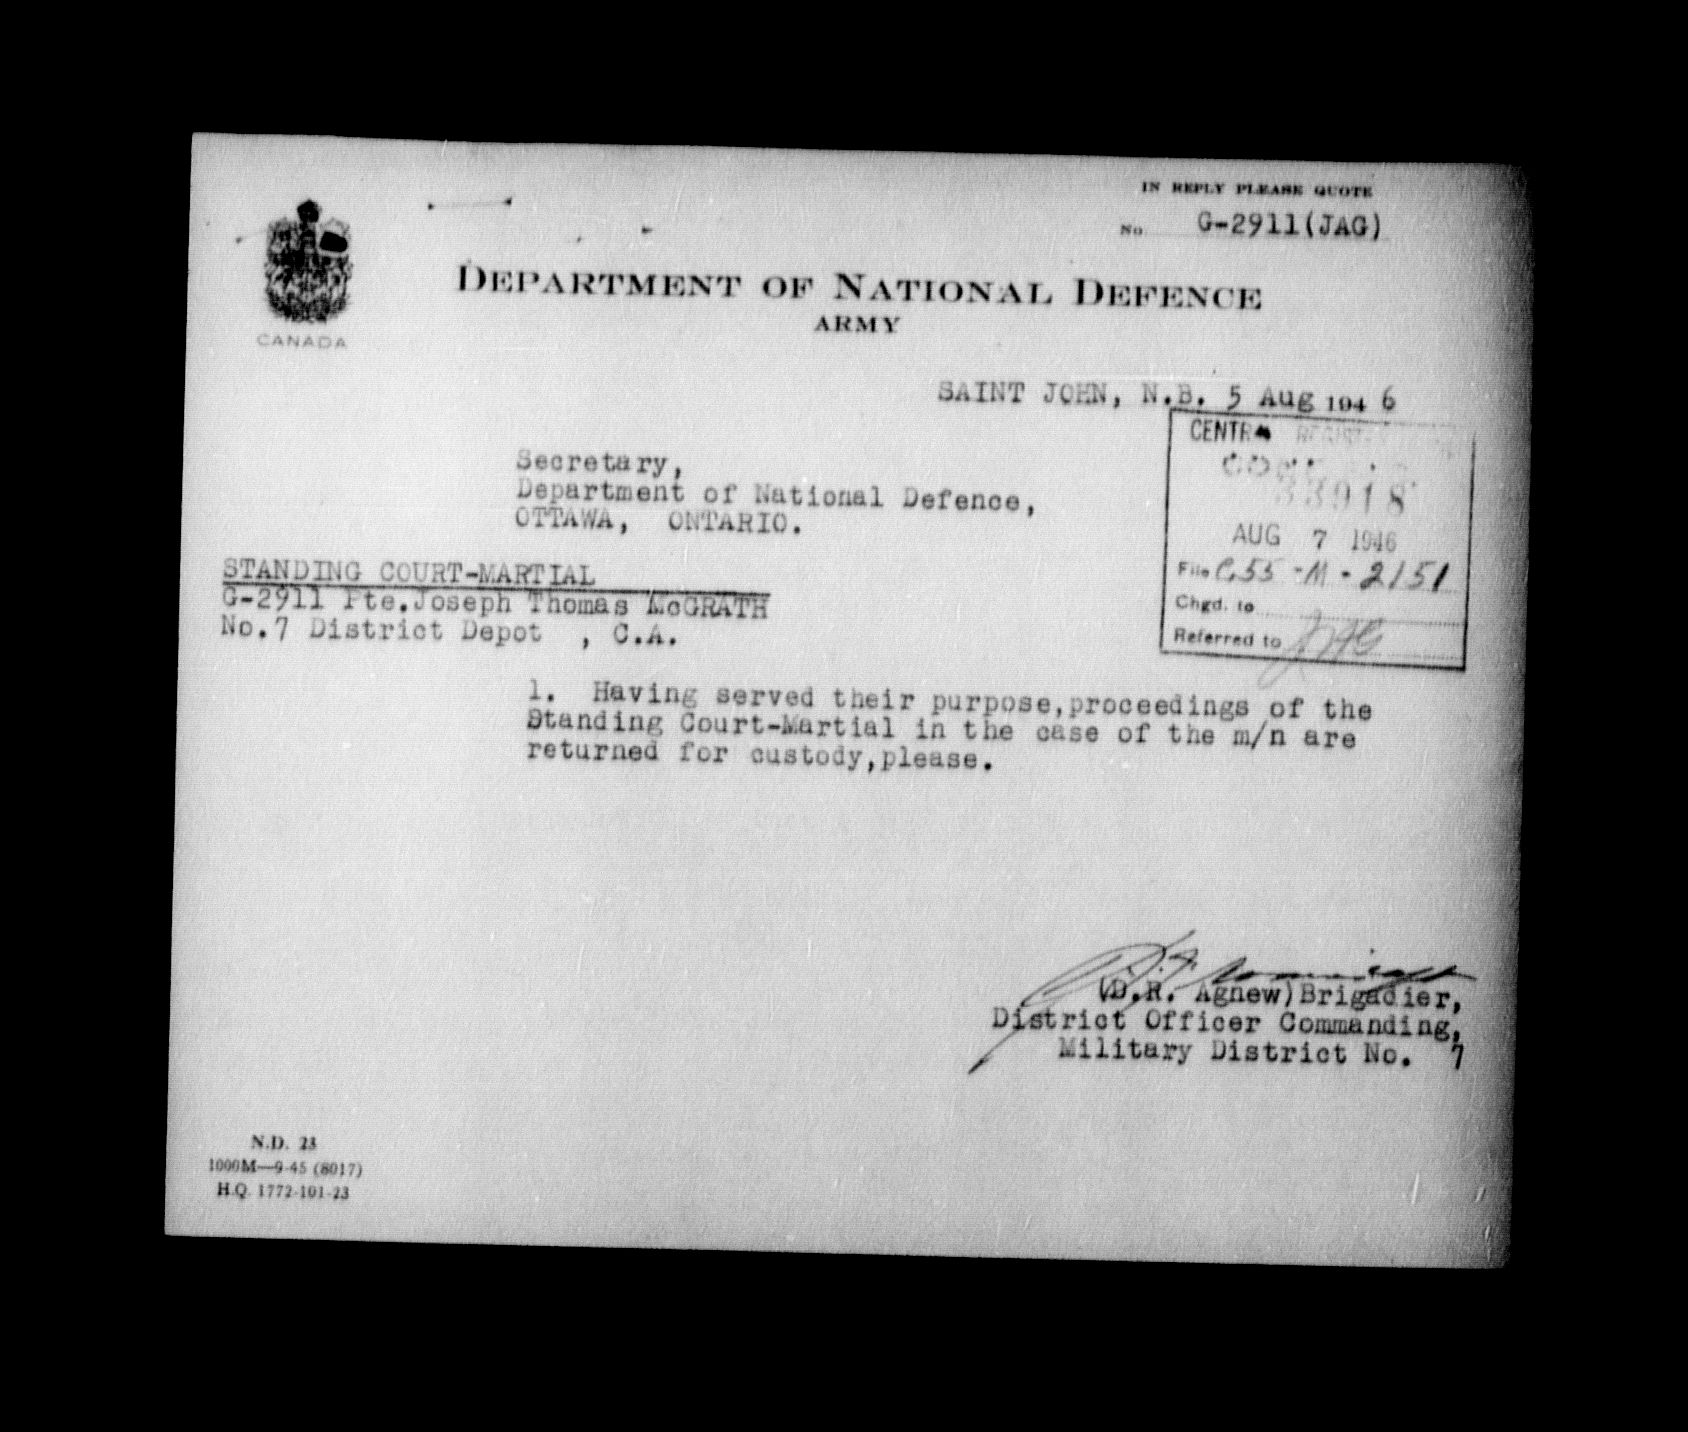 IN REPLY PLEASE QUOTE
No. G-2911(JAG)
CANADA
DEPARTMENT OF NATIONAL DEFENCE
ARMY
SAINT JOHN, N.B. 5 Aug 1946
CENTRAL REGISTRY
33918
AUG 7 1946
File C55-M-2151
Chgd. to
Referred to JAG
Secretary,
Department of National Defence,
OTTAWA, ONTARIO.
STANDING COURT-MARTIAL
G-2911 Pte.Joseph Thomas McGRATH
No.7 District Depot , C.A.
1. Having served their purpose,proceedings of the
Standing Court-Martial in the case of the m/n are
returned for custody,please.
(D.R. Agnew)Brigadier,
District Officer Commanding,
Military District No. 7
N.D. 23
1000M—9-45 (8017)
H.Q. 1772-101-23